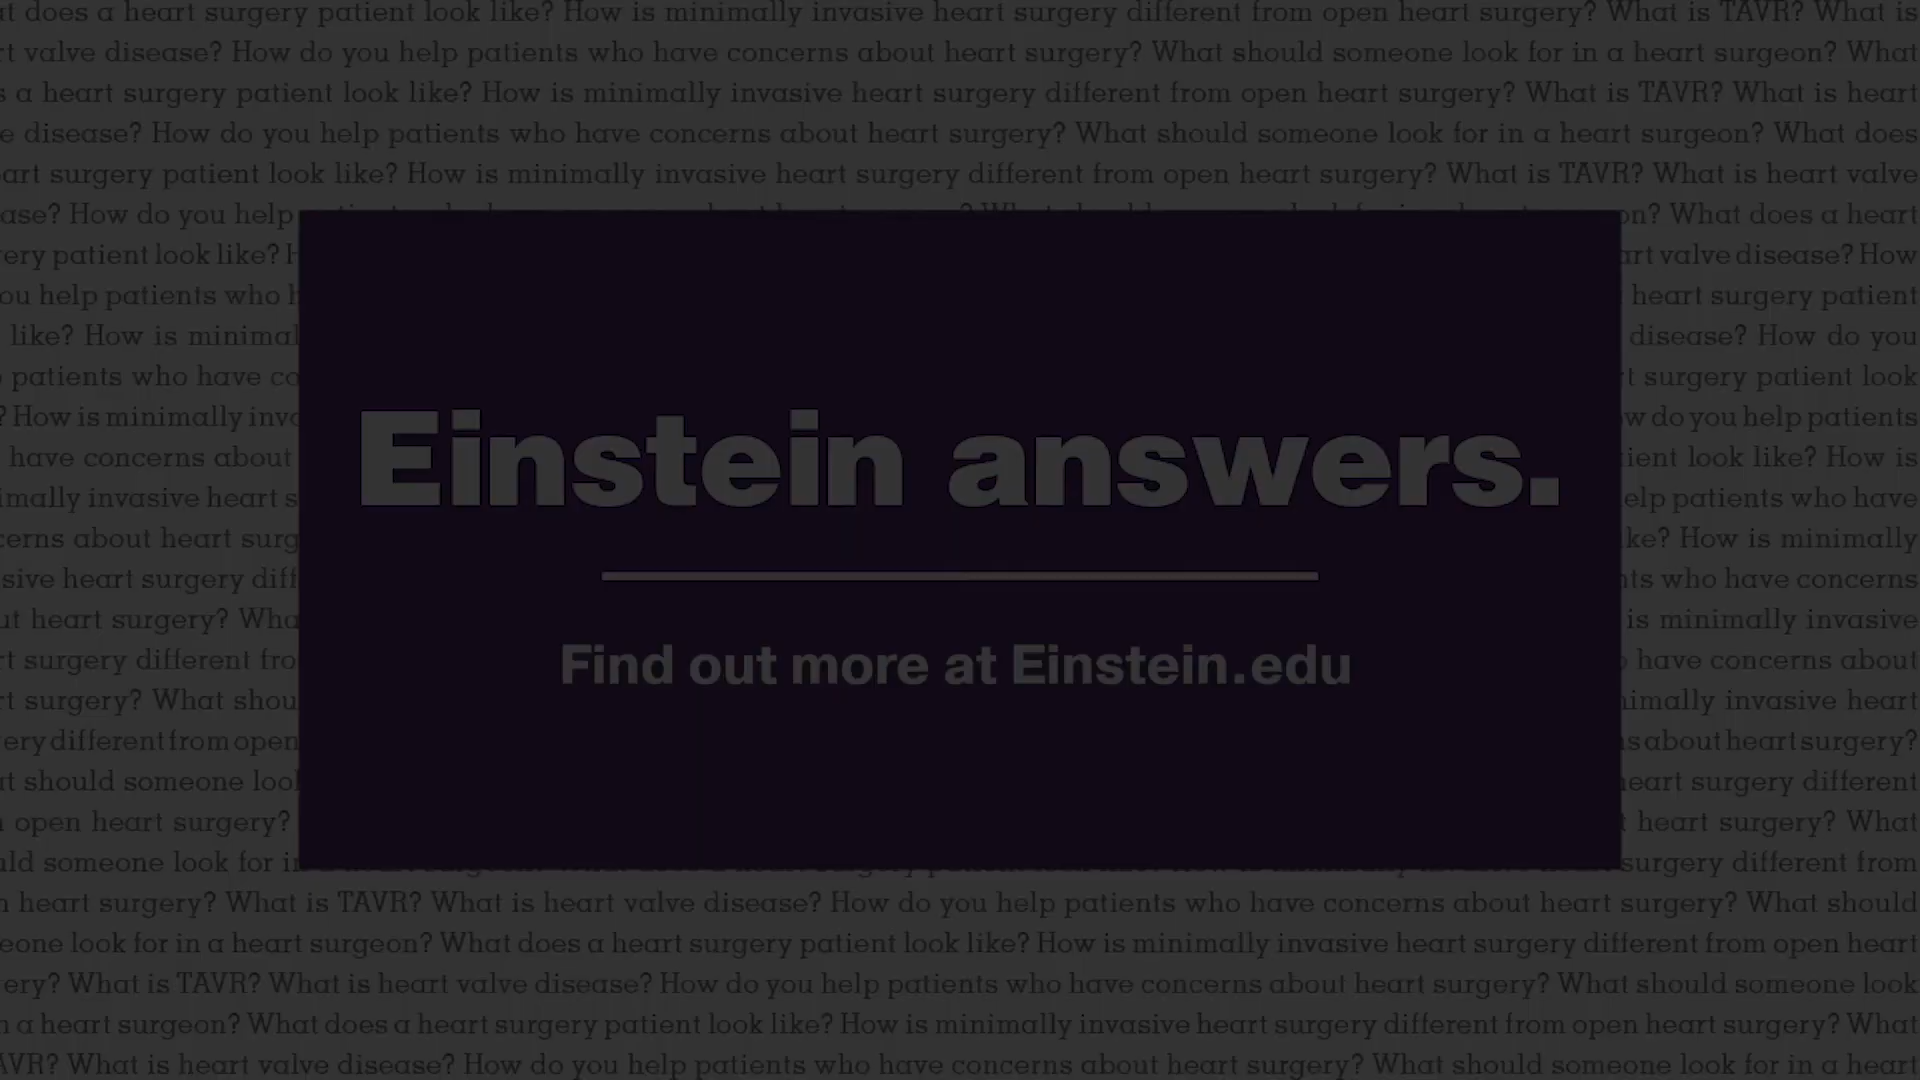 t does a heart surgery patient look like? How is minimally invasive heart surgery different from open heart surgery? What is TAVR? What is
t valve disease? How do you help patients who have concerns about heart surgery? What should someone look for in a heart surgeon? What
s a heart surgery patient look like? How is minimally invasive heart surgery different from open heart surgery? What is TAVR? What is heart
e disease? How do you help patients who have concerns about heart surgery? What should someone look for in a heart surgeon? What does
art surgery patient look like? How is minimally invasive heart surgery different from open heart surgery? What is TAVR? What is heart valve
ase? How do you help on? What does a heart
ery patient look like? art valve disease? How
ou help patients who heart surgery patient
like? How is minimal disease? How do you
patients who have co t surgery patient look
? How is minimally inva w do you help patients
have concerns about ient look like? How is
imally invasive heart s elp patients who have
cerns about heart surg ke? How is minimally
sive heart surgery diff nts who have concerns
ut heart surgery? Wha is minimally invasive
Einstein answers.
Find out more at Einstein.edu
rt surgery different fro have concerns about
t surgery? What shou nimally invasive heart
ery different from open ns about heart surgery?
t should someone look heart surgery different
open heart surgery? t heart surgery? What
uld someone look for in surgery different from
n heart surgery? What is TAVR? What is heart valve disease? How do you help patients who have concerns about heart surgery? What should
eone look for in a heart surgeon? What does a heart surgery patient look like? How is minimally invasive heart surgery different from open heart
ery? What is TAVR? What is heart valve disease? How do you help patients who have concerns about heart surgery? What should someone look
n a heart surgeon? What does a heart surgery patient look like? How is minimally invasive heart surgery different from open heart surgery? What
AVR? What is heart valve disease? How do you help patients who have concerns about heart surgery? What should someone look for in a heart